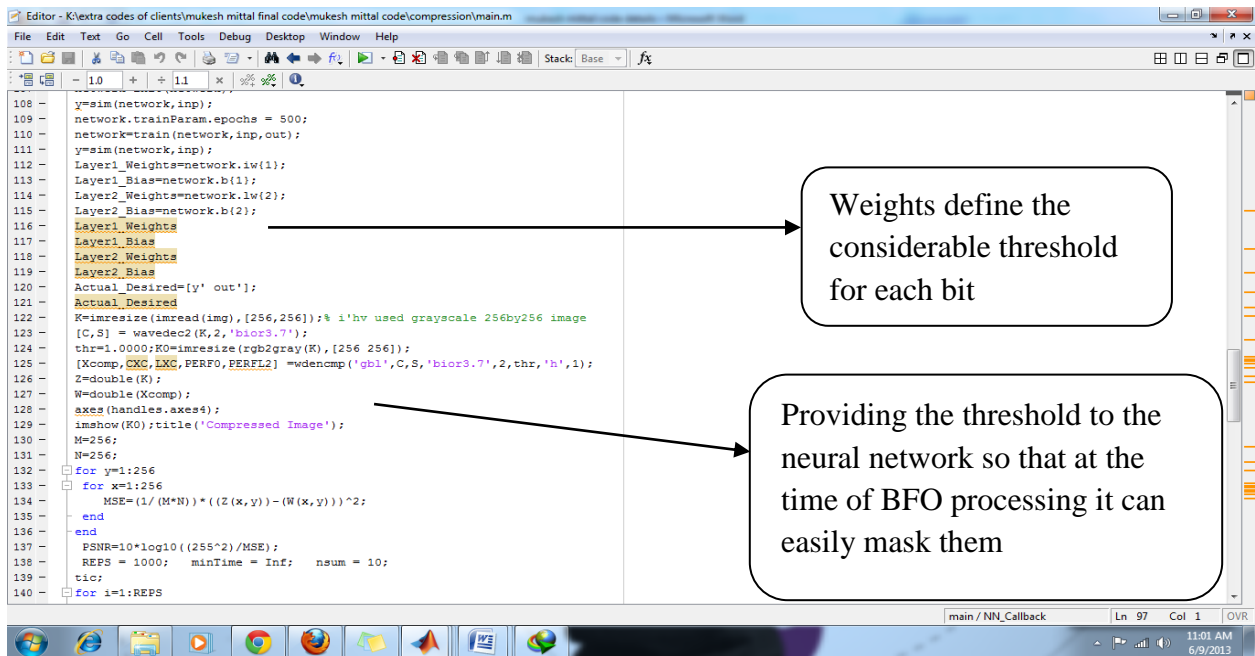 Editor - K:\extra codes of clients\mukesh mittal final code\mukesh mittal code\compression\main.m
File Edit Text Go Cell Tools Debug Desktop Window Help
Stack: Base fx
- 1.0 + ÷ 1.1 ×
108 - y=sim(network,inp);
109 - network.trainParam.epochs = 500;
110 - network=train(network,inp,out);
111 - y=sim(network,inp);
112 - Layer1_Weights=network.iw{1};
113 - Layer1_Bias=network.b{1};
114 - Layer2_Weights=network.lw{2};
115 - Layer2_Bias=network.b{2};
116 - Layer1_Weights
117 - Layer1_Bias
118 - Layer2_Weights
119 - Layer2_Bias
120 - Actual_Desired=[y' out'];
121 - Actual_Desired
122 - K=imresize(imread(img),[256,256]);% i'hv used grayscale 256by256 image
123 - [C,S] = wavedec2(K,2,'bior3.7');
124 - thr=1.0000;K0=imresize(rgb2gray(K),[256 256]);
125 - [Xcomp,CXC,LXC,PERF0,PERFL2] =wdencmp('gbl',C,S,'bior3.7',2,thr,'h',1);
126 - Z=double(K);
127 - W=double(Xcomp);
128 - axes(handles.axes4);
129 - imshow(K0);title('Compressed Image');
130 - M=256;
131 - N=256;
132 - for y=1:256
133 - for x=1:256
134 - MSE=(1/(M*N))*((Z(x,y))-(W(x,y)))^2;
135 - end
136 - end
137 - PSNR=10*log10((255^2)/MSE);
138 - REPS = 1000; minTime = Inf; nsum = 10;
139 - tic;
140 - for i=1:REPS
Weights define the
considerable threshold
for each bit
Providing the threshold to the
neural network so that at the
time of BFO processing it can
easily mask them
main / NN_Callback Ln 97 Col 1 OVR
11:01 AM
6/9/2013